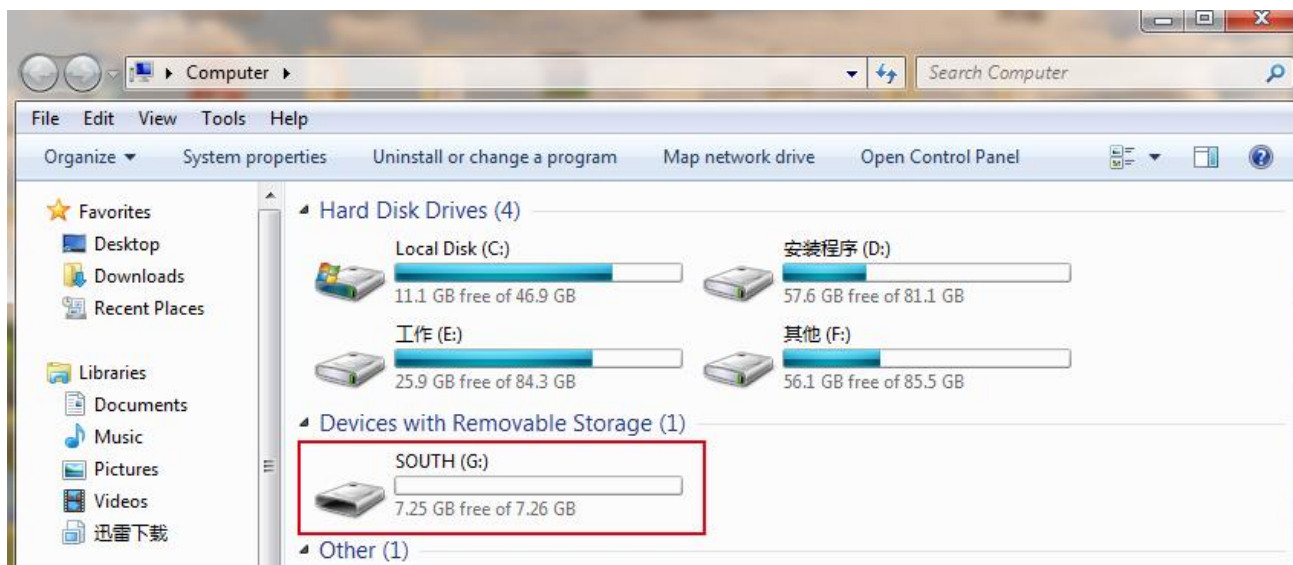 Computer
Search Computer
File Edit View Tools Help
Organize System properties Uninstall or change a program Map network drive Open Control Panel
Favorites
Desktop
Downloads
Recent Places
Libraries
Documents
Music
Pictures
Videos
迅雷下载
Hard Disk Drives (4)
Local Disk (C:)
11.1 GB free of 46.9 GB
安装程序 (D:)
57.6 GB free of 81.1 GB
工作 (E:)
25.9 GB free of 84.3 GB
其他 (F:)
56.1 GB free of 85.5 GB
Devices with Removable Storage (1)
SOUTH (G:)
7.25 GB free of 7.26 GB
Other (1)